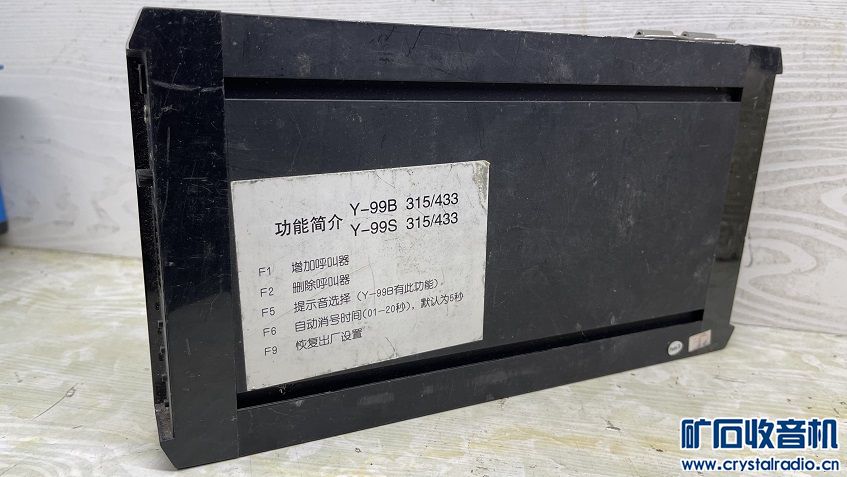 功能简介 Y-99B 315/433
Y-99S 315/433
F1 增加呼叫器
F2 删除呼叫器
F5 提示音选择(Y-99B有此功能).
F6 自动消号时间(01-20秒), 默认为5秒
F9 恢复出厂设置
矿石收音机
www.crystalradio.cn